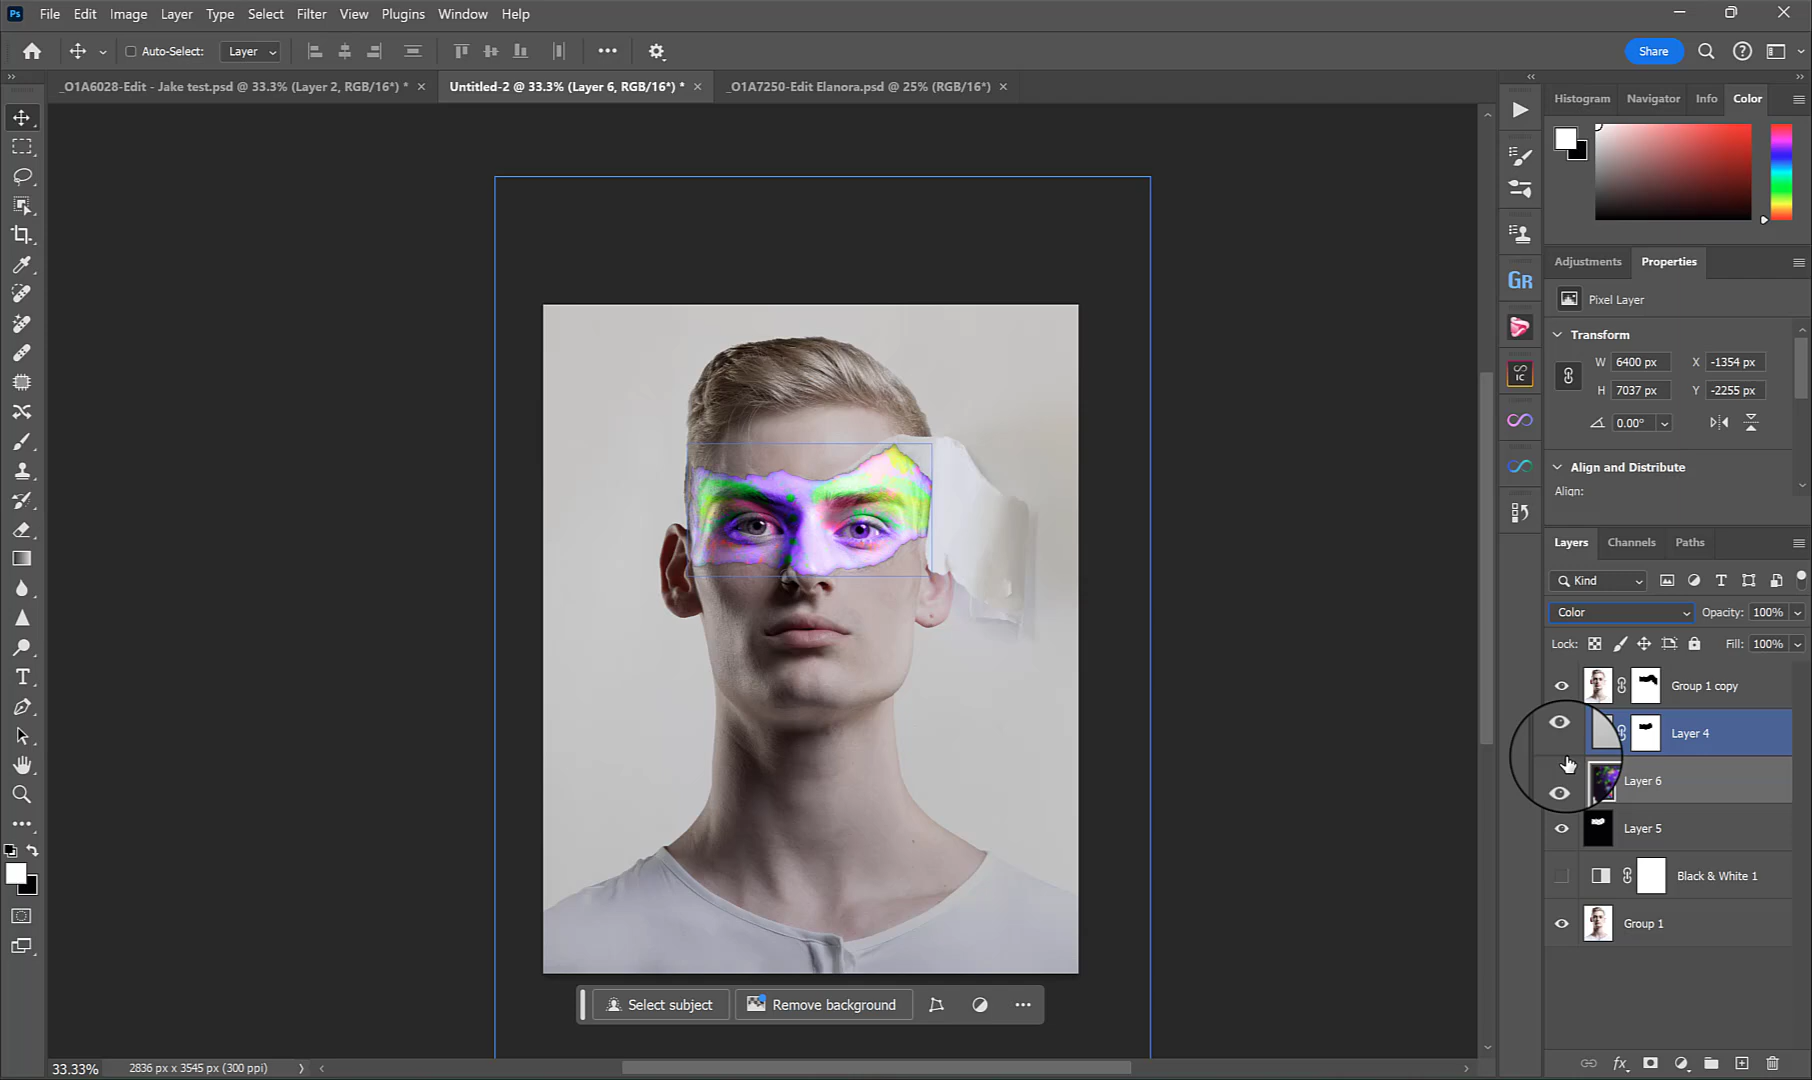 Ps File Edit Image Layer Type Select Filter View Plugins Window Help
Auto-Select: Layer Share
_O1A6028-Edit - Jake test.psd @ 33.3% (Layer 2, RGB/16*) * Untitled-2 @ 33.3% (Layer 6, RGB/16*) * _O1A7250-Edit Elanora.psd @ 25% (RGB/16*)
Histogram Navigator Info Color
Adjustments Properties
Gr
Pixel Layer
Transform
W 6400 px X -1354 px
IC
H 7037 px Y -2255 px
0.00°
Align and Distribute
Align:
Layers Channels Paths
Kind
Color Opacity: 100%
Lock: Fill: 100%
Group 1 copy
Layer 4
Layer 6
Layer 5
Black & White 1
Group 1
Select subject Remove background
33.33% 2836 px x 3545 px (300 ppi)
fx